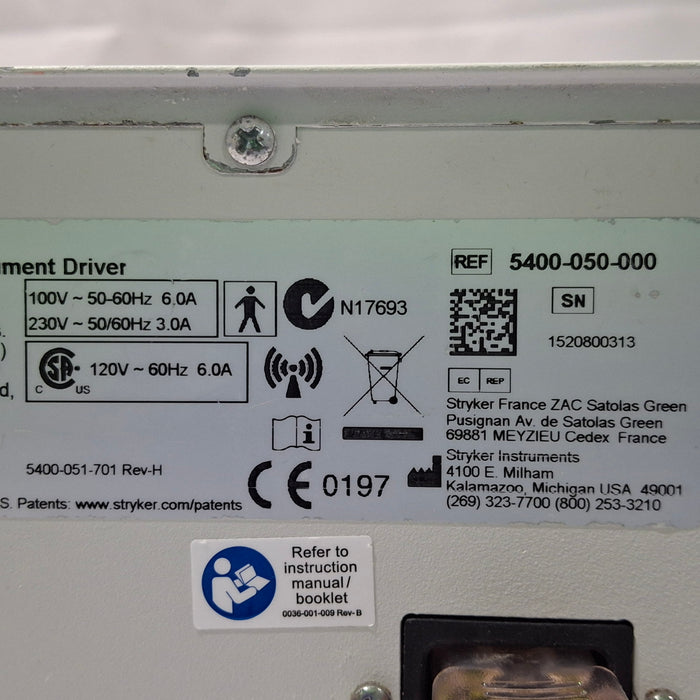 ment Driver
REF 5400-050-000
100V ~ 50-60Hz 6.0A
230V ~ 50/60Hz 3.0A
N17693
SN
1520800313
CSA C US 120V ~ 60Hz 6.0A
EC REP
Stryker France ZAC Satolas Green
Pusignan Av. de Satolas Green
69881 MEYZIEU Cedex France
Stryker Instruments
4100 E. Milham
Kalamazoo, Michigan USA 49001
(269) 323-7700 (800) 253-3210
5400-051-701 Rev-H
S. Patents: www.stryker.com/patents
CE 0197
Refer to
instruction
manual/
booklet
0036-001-009 Rev-B